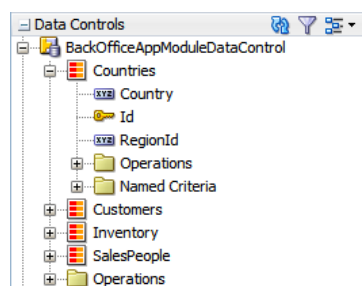 Data Controls
BackOfficeAppModuleDataControl
Countries
xyz Country
Id
xyz RegionId
Operations
Named Criteria
Customers
Inventory
SalesPeople
Operations